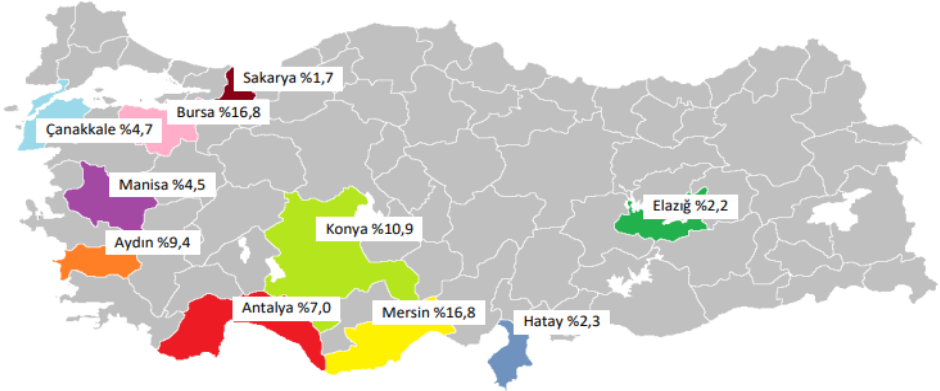 Sakarya %1,7
Bursa %16,8
Çanakkale %4,7
Manisa %4,5
Elazığ %2,2
Konya %10,9
Aydın %9,4
Antalya %7,0
Mersin %16,8
Hatay %2,3